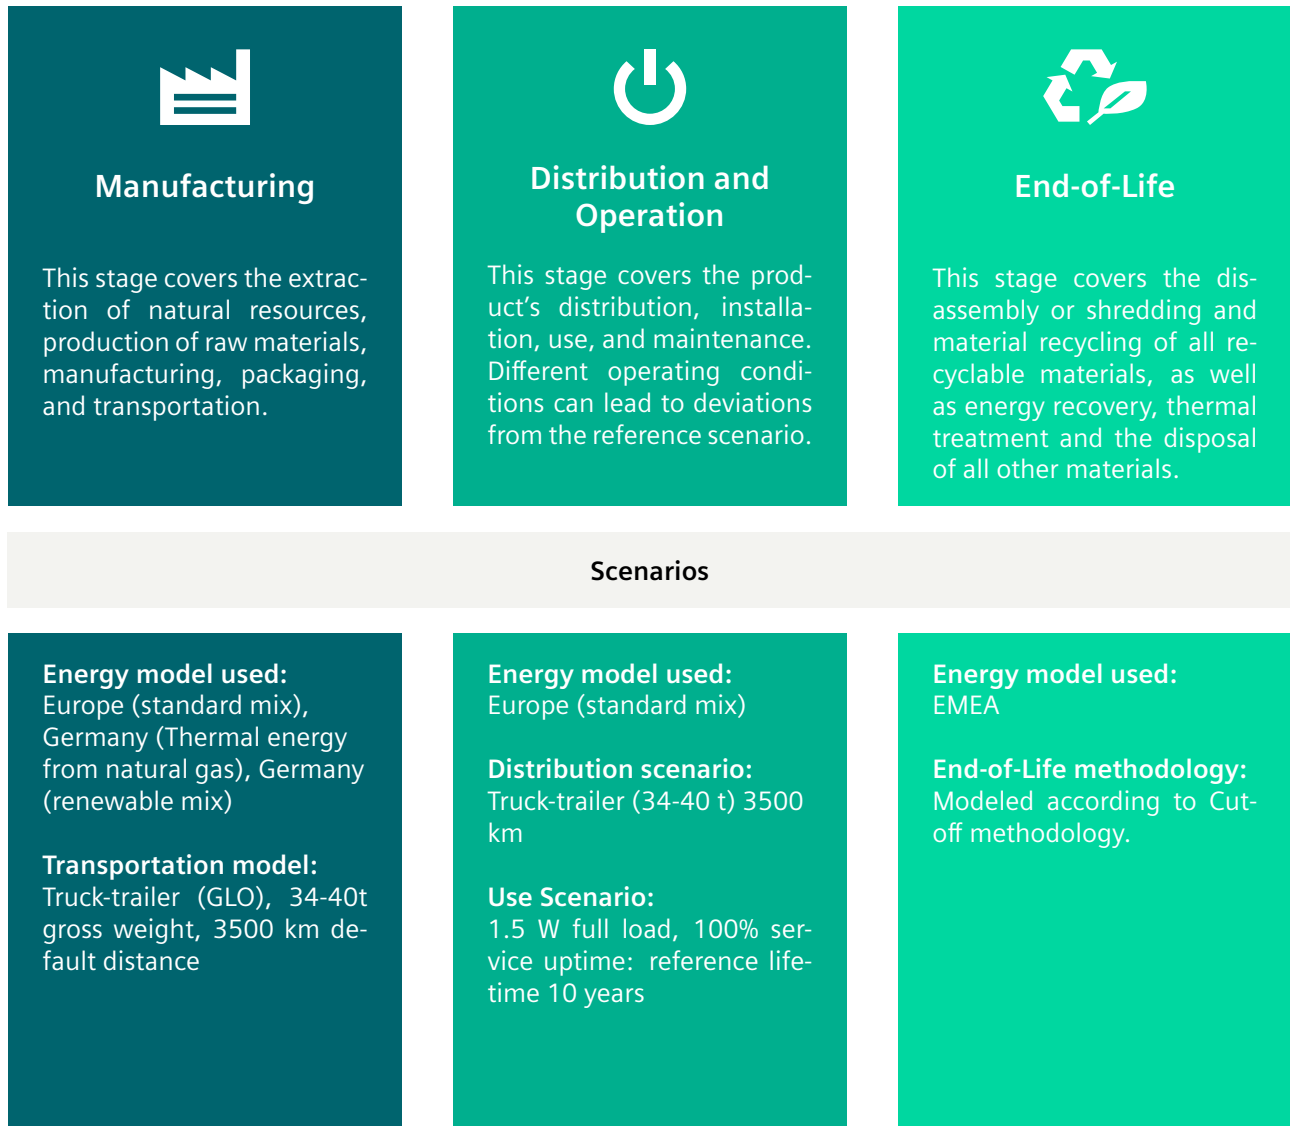 Manufacturing
This stage covers the extrac-
tion of natural resources,
production of raw materials,
manufacturing, packaging,
and transportation.
Distribution and
Operation
This stage covers the prod-
uct's distribution, installa-
tion, use, and maintenance.
Different operating condi-
tions can lead to deviations
from the reference scenario.
End-of-Life
This stage covers the dis-
assembly or shredding and
material recycling of all re-
cyclable materials, as well
as energy recovery, thermal
treatment and the disposal
of all other materials.
Scenarios
Energy model used:
Europe (standard mix),
Germany (Thermal energy
from natural gas), Germany
(renewable mix)
Transportation model:
Truck-trailer (GLO), 34-40t
gross weight, 3500 km de-
fault distance
Energy model used:
Europe (standard mix)
Distribution scenario:
Truck-trailer (34-40 t) 3500
km
Use Scenario:
1.5 W full load, 100% ser-
vice uptime: reference life-
time 10 years
Energy model used:
EMEA
End-of-Life methodology:
Modeled according to Cut-
off methodology.